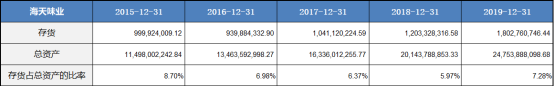 海天味业 2015-12-31 2016-12-31 2017-12-31 2018-12-31 2019-12-31
存货 999,924,009.12 939,884,332.90 1,041,120,224.59 1,203,328,316.58 1,802,760,746.44
总资产 11,498,002,242.84 13,463,592,998.27 16,336,012,255.77 20,143,788,853.33 24,753,888,098.68
存货占总资产的比率 8.70% 6.98% 6.37% 5.97% 7.28%